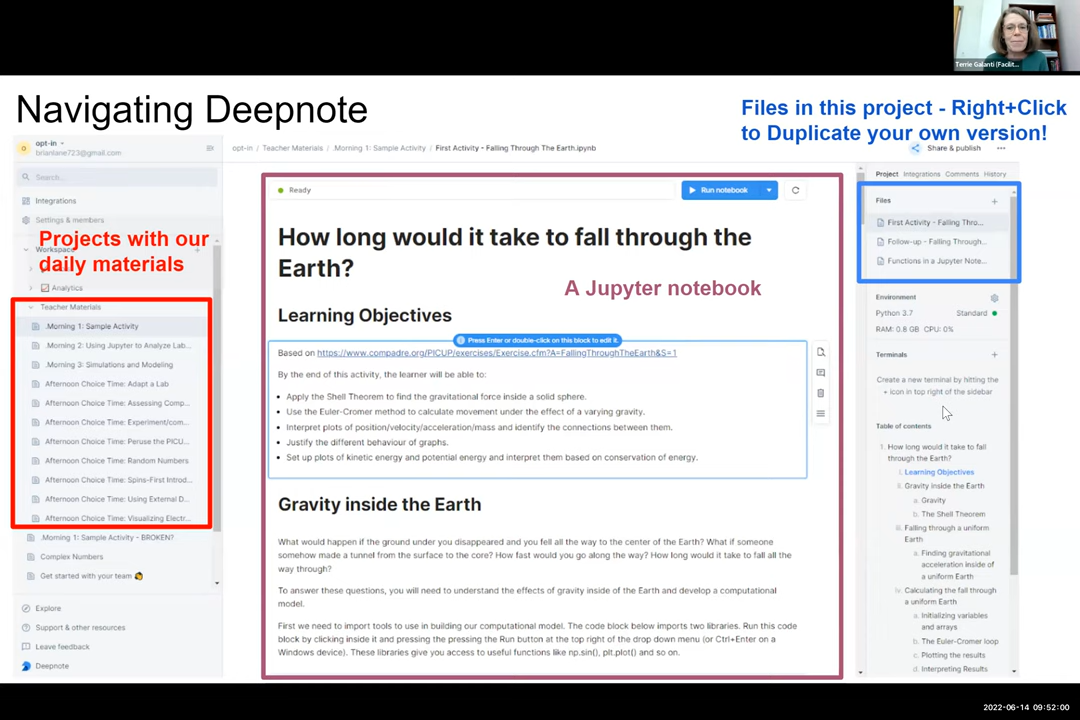 Terrie Galanti (Facilit...
Navigating Deepnote
Files in this project - Right+Click
to Duplicate your own version!
opt-in
brianlane723@gmail.com
Search...
Integrations
Settings & members
Workspace
Projects with our
daily materials
Analytics
Teacher Materials
.Morning 1: Sample Activity
.Morning 2: Using Jupyter to Analyze Lab...
.Morning 3: Simulations and Modeling
Afternoon Choice Time: Adapt a Lab
Afternoon Choice Time: Assessing Comp...
Afternoon Choice Time: Experiment/com...
Afternoon Choice Time: Peruse the PICU...
Afternoon Choice Time: Random Numbers
Afternoon Choice Time: Spins-First Introd...
Afternoon Choice Time: Using External D...
Afternoon Choice Time: Visualizing Electr...
.Morning 1: Sample Activity - BROKEN?
Complex Numbers
Get started with your team
Explore
Support & other resources
Leave feedback
Deepnote
opt-in / Teacher Materials / .Morning 1: Sample Activity / First Activity - Falling Through The Earth.ipynb
Share & publish
Ready
Run notebook
How long would it take to fall through the
Earth?
A Jupyter notebook
Learning Objectives
Press Enter or double-click on this block to edit it.
Based on https://www.compadre.org/PICUP/exercises/Exercise.cfm?A=FallingThroughTheEarth&S=1
By the end of this activity, the learner will be able to:
• Apply the Shell Theorem to find the gravitational force inside a solid sphere.
• Use the Euler-Cromer method to calculate movement under the effect of a varying gravity.
• Interpret plots of position/velocity/acceleration/mass and identify the connections between them.
• Justify the different behaviour of graphs.
• Set up plots of kinetic energy and potential energy and interpret them based on conservation of energy.
Gravity inside the Earth
What would happen if the ground under you disappeared and you fell all the way to the center of the Earth? What if someone
somehow made a tunnel from the surface to the core? How fast would you go along the way? How long would it take to fall all the
way through?
To answer these questions, you will need to understand the effects of gravity inside of the Earth and develop a computational
model.
First we need to import tools to use in building our computational model. The code block below imports two libraries. Run this code
block by clicking inside it and pressing the pressing the Run button at the top right of the drop down menu (or Ctrl+Enter on a
Windows device). These libraries give you access to useful functions like np.sin(), plt.plot() and so on.
Project Integrations Comments History
Files
First Activity - Falling Thro...
Follow-up - Falling Through...
Functions in a Jupyter Note...
Environment
Python 3.7 Standard
RAM: 0.8 GB CPU: 0%
Terminals
Create a new terminal by hitting the
+ icon in top right of the sidebar
Table of contents
I. How long would it take to fall
through the Earth?
i. Learning Objectives
ii. Gravity inside the Earth
a. Gravity
b. The Shell Theorem
iii. Falling through a uniform
Earth
a. Finding gravitational
acceleration inside of
a uniform Earth
iv. Calculating the fall through
a uniform Earth
a. Initializing variables
and arrays
b. The Euler-Cromer loop
c. Plotting the results
d. Interpreting Results
2022-06-14 09:52:00